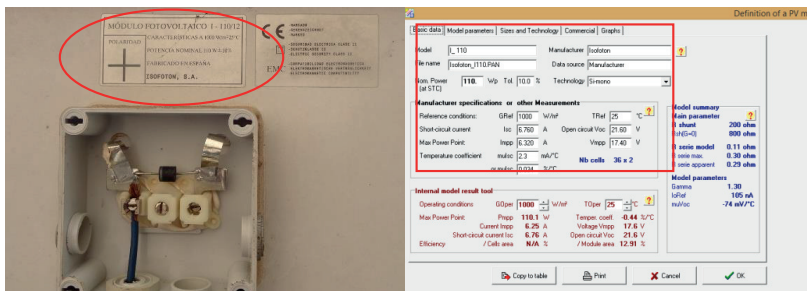 MÓDULO FOTOVOLTAICO I - 110/12
POLARIDAD
CARACTERÍSTICAS A 1000 W/m² 25° C
POTENCIA NOMINAL 110 W
FABRICADO EN ESPAÑA
ISOFOTON, S.A.
CE
EMC
Definition of a PV m
Basic data
Model parameters
Sizes and Technology
Commercial
Graphs
Model I_110 Manufacturer Isofoton
File name Isofoton_I110.PAN Data source Manufacturer
Nom. Power 110. Wp Tol. 10.0 % Technology Si-mono
(at STC)
Manufacturer specifications or other Measurements
Reference conditions: GRef 1000 W/m² TRef 25 °C
Short-circuit current Isc 6.760 A Open circuit Voc 21.60 V
Max Power Point: Impp 6.320 A Vmpp 17.40 V
Temperature coefficient muIsc 2.3 mA/°C Nb cells 36 x 2
or muIsc 0.034 %/°C
Internal model result tool
Operating conditions GOper 1000 W/m² TOper 25 °C
Max Power Point: Pmpp 110.1 W Temper. coeff. -0.44 %/°C
Current Impp 6.25 A Voltage Vmpp 17.6 V
Short-circuit current Isc 6.76 A Open circuit Voc 21.6 V
Efficiency / Cells area N/A % / Module area 12.91 %
Model summary
Main parameter
R shunt 200 ohm
Rsh(G=0) 800 ohm
R serie model 0.11 ohm
R serie max. 0.30 ohm
R serie apparent 0.29 ohm
Model parameters
Gamma 1.30
IoRef 105 nA
muVoc -74 mV/°C
Copy to table
Print
Cancel
OK